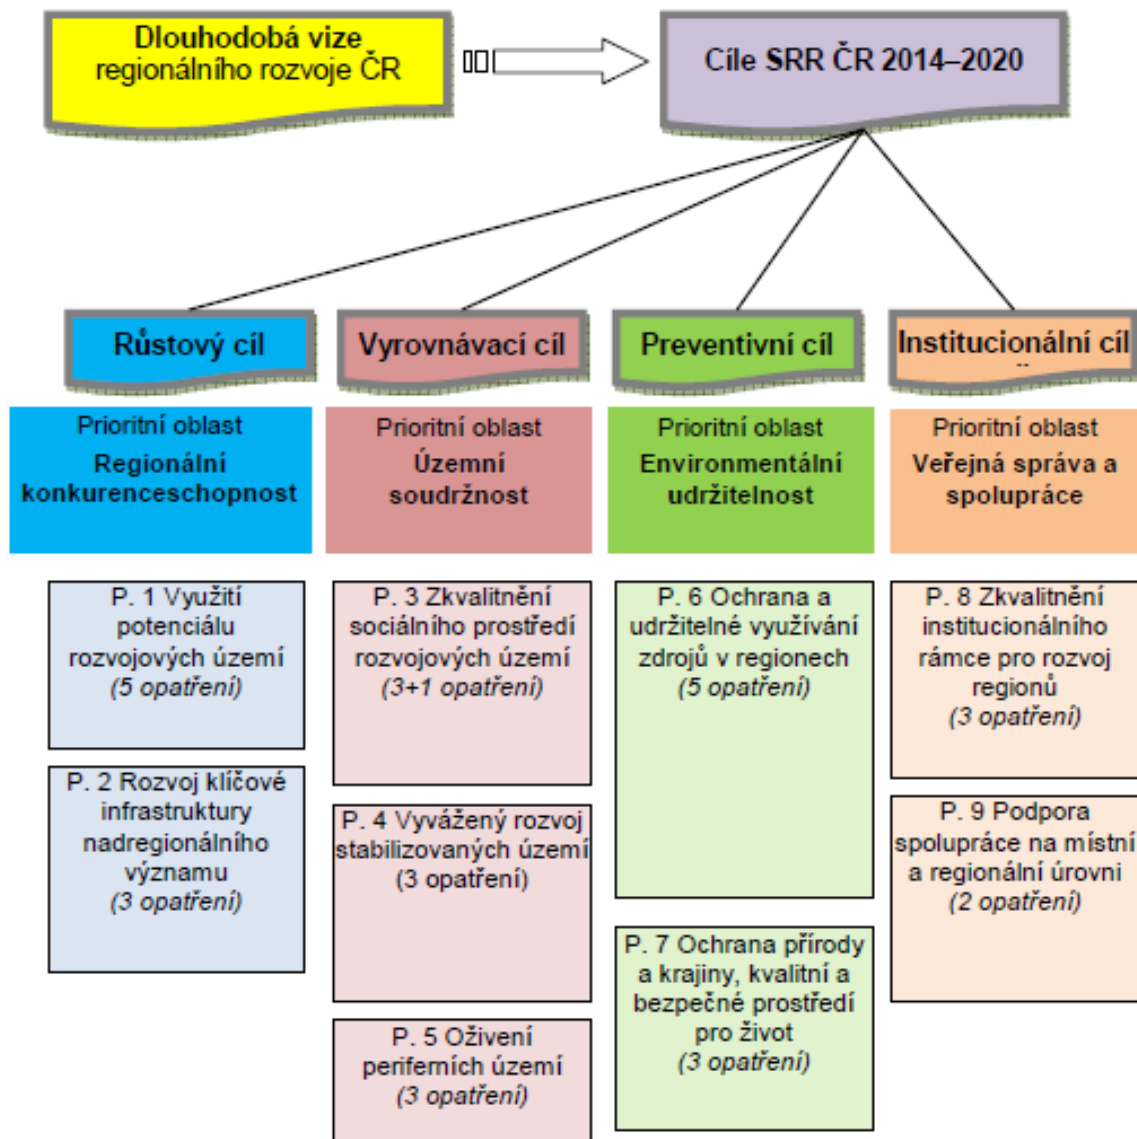 Dlouhodobá vize
regionálního rozvoje ČR
Cíle SRR ČR 2014–2020
Růstový cíl
Vyrovnávací cíl
Preventivní cíl
Institucionální cíl
Prioritní oblast
Regionální
konkurenceschopnost
Prioritní oblast
Územní
soudržnost
Prioritní oblast
Environmentální
udržitelnost
Prioritní oblast
Veřejná správa a
spolupráce
P. 1 Využití
potenciálu
rozvojových území
(5 opatření)
P. 2 Rozvoj klíčové
infrastruktury
nadregionálního
významu
(3 opatření)
P. 3 Zkvalitnění
sociálního prostředí
rozvojových území
(3+1 opatření)
P. 4 Vyvážený rozvoj
stabilizovaných území
(3 opatření)
P. 5 Oživení
periferních území
(3 opatření)
P. 6 Ochrana a
udržitelné využívání
zdrojů v regionech
(5 opatření)
P. 7 Ochrana přírody
a krajiny, kvalitní a
bezpečné prostředí
pro život
(3 opatření)
P. 8 Zkvalitnění
institucionálního
rámce pro rozvoj
regionů
(3 opatření)
P. 9 Podpora
spolupráce na místní
a regionální úrovni
(2 opatření)